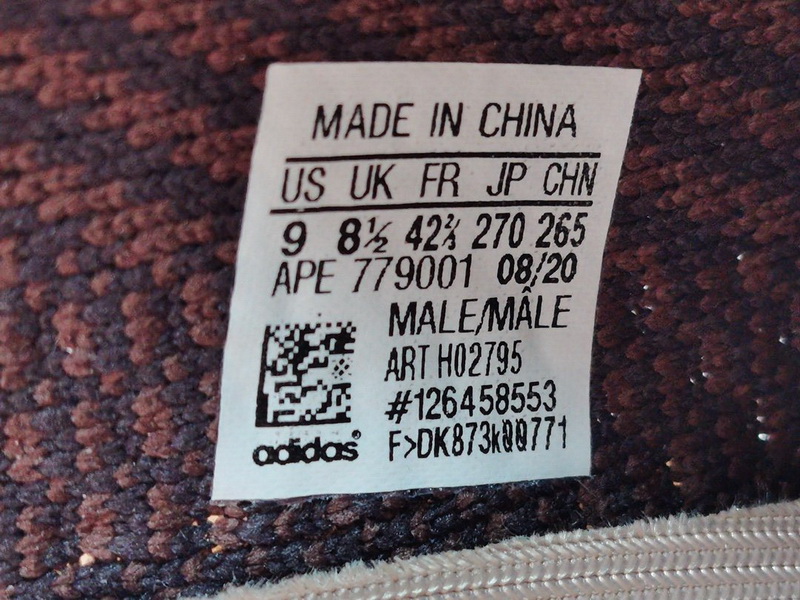 MADE IN CHINA
US UK FR JP CHN
9 8½ 42⅔ 270 265
APE 779001 08/20
MALE/MÂLE
ART H02795
#126458553
F>DK873k00771
adidas®